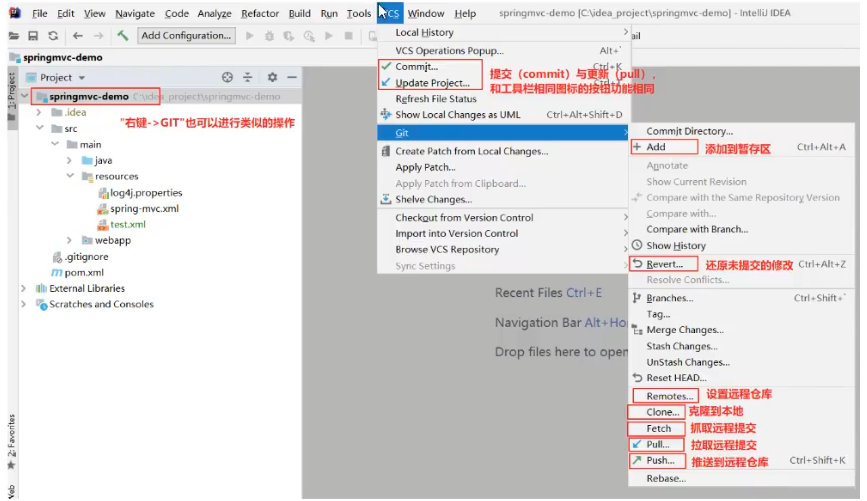 File Edit View Navigate Code Analyze Refactor Build Run Tools VCS Window Help springmvc-demo [C:\idea_project\springmvc-demo] - IntelliJ IDEA
Add Configuration...
springmvc-demo
1: Project
Project
springmvc-demo C:\idea_project\springmvc-demo
.idea
"右键->GIT"也可以进行类似的操作
src
main
java
resources
log4j.properties
spring-mvc.xml
test.xml
webapp
.gitignore
pom.xml
External Libraries
Scratches and Consoles
2: Favorites
Web
Local History
VCS Operations Popup... Alt+`
Commit... Ctrl+K
Update Project...
提交（commit）与更新（pull），
和工具栏相同图标的按钮功能相同
Refresh File Status
Show Local Changes as UML Ctrl+Alt+Shift+D
Git
Create Patch from Local Changes...
Apply Patch...
Apply Patch from Clipboard...
Shelve Changes...
Checkout from Version Control
Import into Version Control
Browse VCS Repository
Sync Settings
Recent Files Ctrl+E
Navigation Bar
Drop files here to open
Commit Directory...
Add 添加到暂存区 Ctrl+Alt+A
Annotate
Show Current Revision
Compare with the Same Repository Version
Compare with...
Compare with Branch...
Show History
Revert... 还原未提交的修改 Ctrl+Alt+Z
Resolve Conflicts...
Branches... Ctrl+Shift+`
Tag...
Merge Changes...
Stash Changes...
UnStash Changes...
Reset HEAD...
Remotes... 设置远程仓库
Clone... 克隆到本地
Fetch 抓取远程提交
Pull... 拉取远程提交
Push... 推送到远程仓库 Ctrl+Shift+K
Rebase...